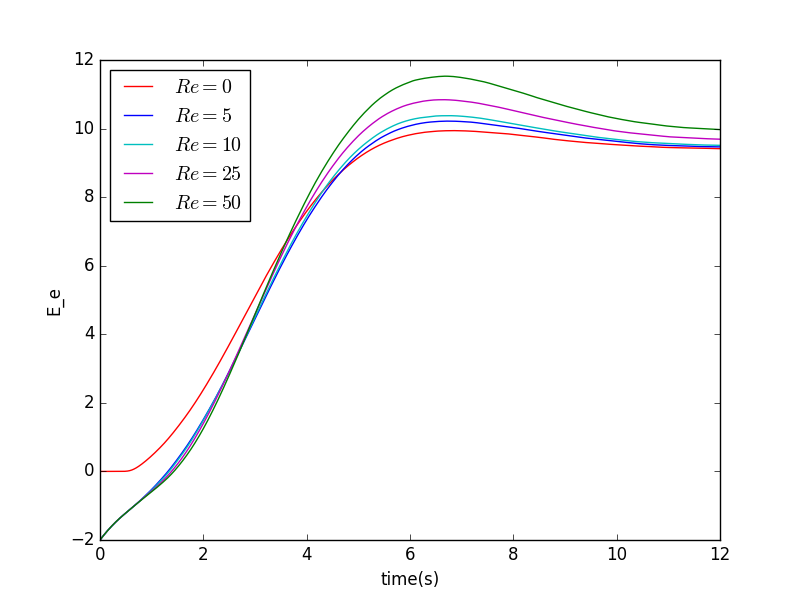 12
10
8
6
4
2
0
−2
0 2 4 6 8 10 12
Re = 0
Re = 5
Re = 10
Re = 25
Re = 50
E_e
time(s)